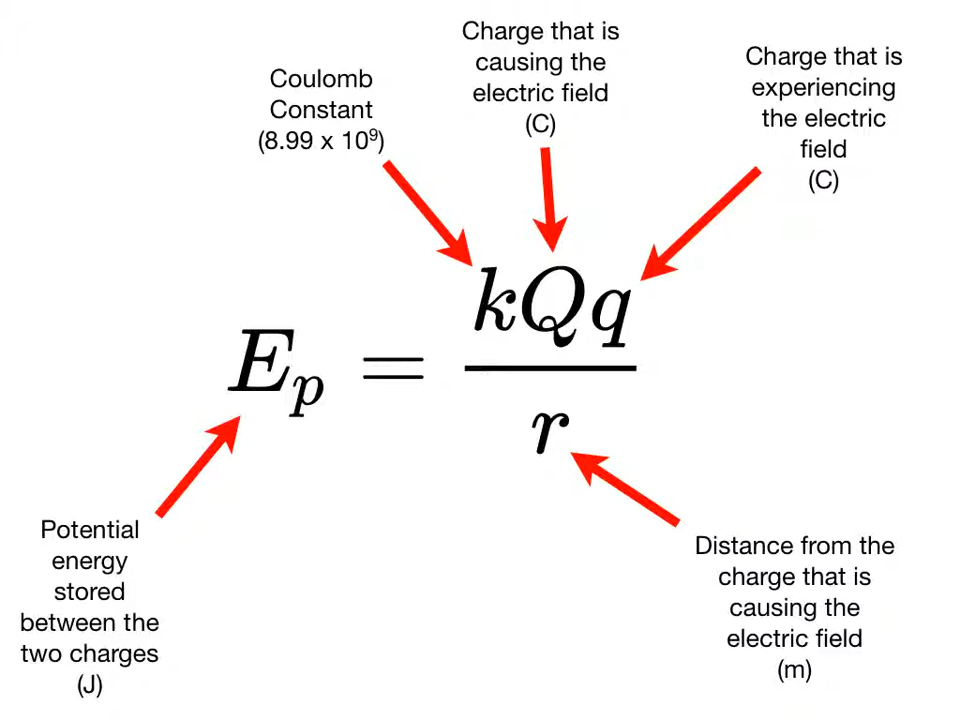 Charge that is
causing the
electric field
(C)
Charge that is
experiencing
the electric
field
(C)
Coulomb
Constant
(8.99 x 10⁹)
E_p = kQq / r
Potential
energy
stored
between the
two charges
(J)
Distance from the
charge that is
causing the
electric field
(m)